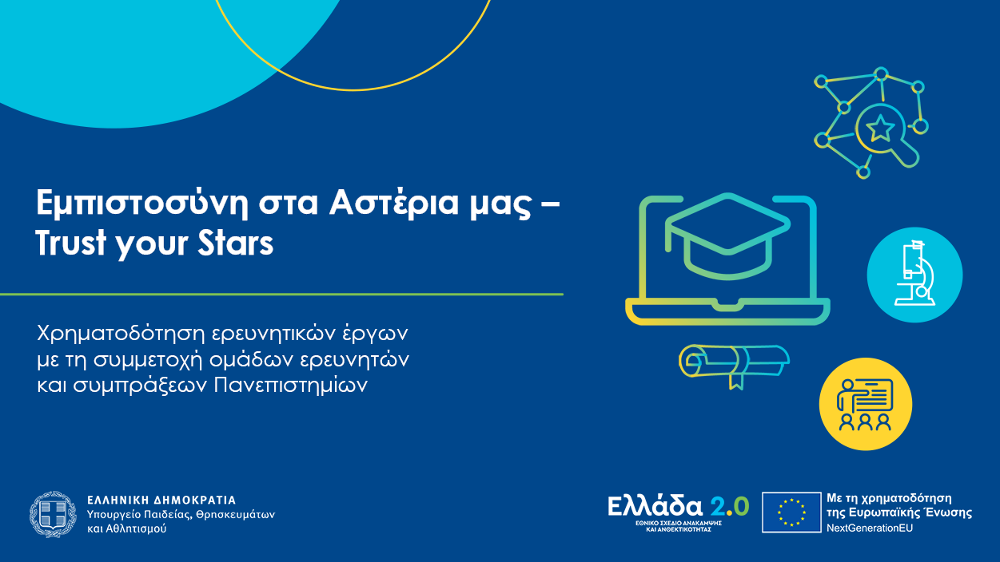 Εμπιστοσύνη στα Αστέρια μας –
Trust your Stars
Χρηματοδότηση ερευνητικών έργων
με τη συμμετοχή ομάδων ερευνητών
και συμπράξεων Πανεπιστημίων
ΕΛΛΗΝΙΚΗ ΔΗΜΟΚΡΑΤΙΑ
Υπουργείο Παιδείας, Θρησκευμάτων
και Αθλητισμού
Ελλάδα 2.0
ΕΘΝΙΚΟ ΣΧΕΔΙΟ ΑΝΑΚΑΜΨΗΣ
ΚΑΙ ΑΝΘΕΚΤΙΚΟΤΗΤΑΣ
Με τη χρηματοδότηση
της Ευρωπαϊκής Ένωσης
NextGenerationEU